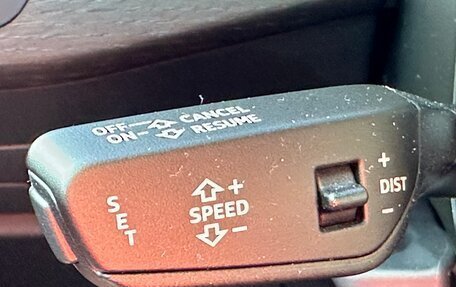 OFF CANCEL
ON RESUME
SET
+
SPEED
-
+
DIST
-